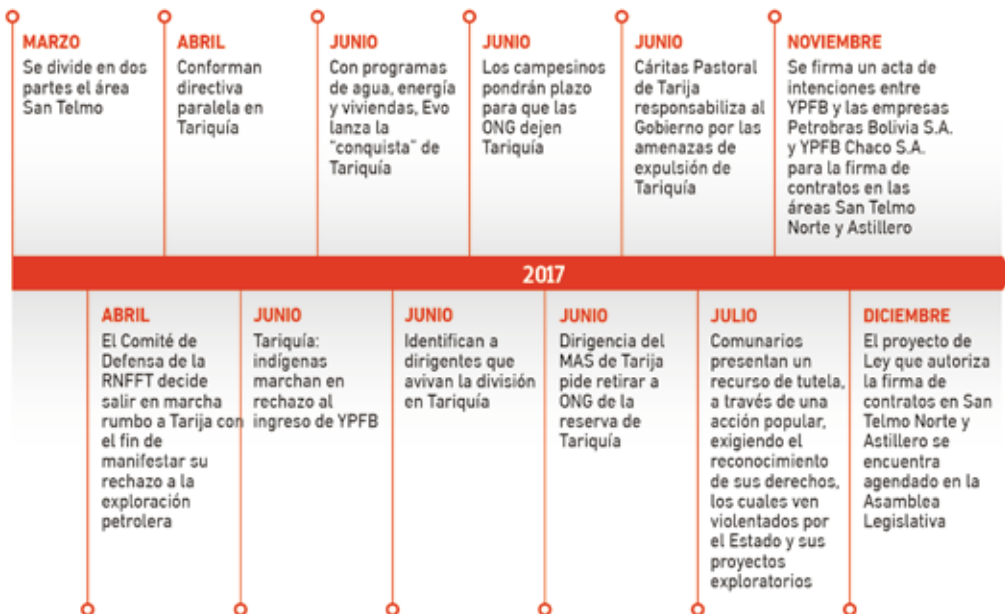 MARZO
Se divide en dos
partes el área
San Telmo
ABRIL
Conforman
directiva
paralela en
Tariquía
JUNIO
Con programas
de agua, energía
y viviendas, Evo
lanza la
"conquista" de
Tariquía
JUNIO
Los campesinos
pondrán plazo
para que las
ONG dejen
Tariquía
JUNIO
Cáritas Pastoral
de Tarija
responsabiliza al
Gobierno por las
amenazas de
expulsión de
Tariquía
NOVIEMBRE
Se firma un acta de
intenciones entre
YPFB y las empresas
Petrobras Bolivia S.A.
y YPFB Chaco S.A.
para la firma de
contratos en las
áreas San Telmo
Norte y Astillero
2017
ABRIL
El Comité de
Defensa de la
RNFFT decide
salir en marcha
rumbo a Tarija con
el fin de
manifestar su
rechazo a la
exploración
petrolera
JUNIO
Tariquía:
indígenas
marchan en
rechazo al
ingreso de YPFB
JUNIO
Identifican a
dirigentes que
avivan la división
en Tariquía
JUNIO
Dirigencia del
MAS de Tarija
pide retirar a
ONG de la
reserva de
Tariquía
JULIO
Comunarios
presentan un
recurso de tutela,
a través de una
acción popular,
exigiendo el
reconocimiento
de sus derechos,
los cuales ven
violentados por
el Estado y sus
proyectos
exploratorios
DICIEMBRE
El proyecto de
Ley que autoriza
la firma de
contratos en San
Telmo Norte y
Astillero se
encuentra
agendado en la
Asamblea
Legislativa